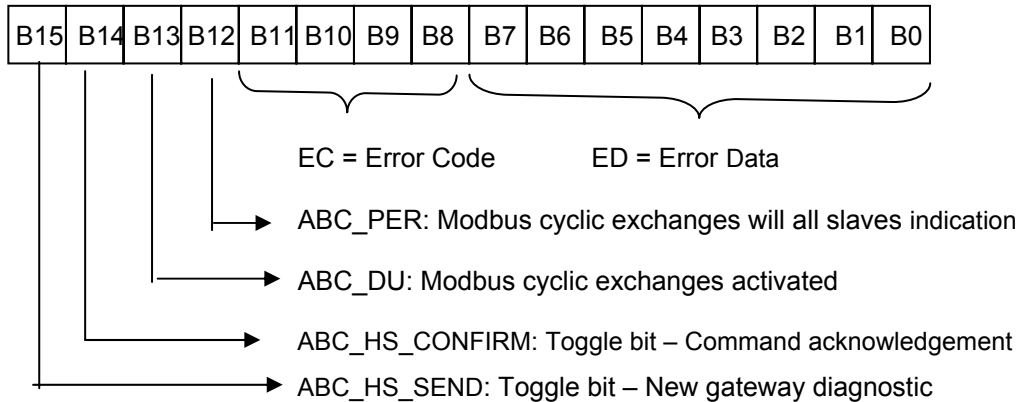 B15 B14 B13 B12 B11 B10 B9 B8 B7 B6 B5 B4 B3 B2 B1 B0
EC = Error Code ED = Error Data
ABC_PER: Modbus cyclic exchanges will all slaves indication
ABC_DU: Modbus cyclic exchanges activated
ABC_HS_CONFIRM: Toggle bit – Command acknowledgement
ABC_HS_SEND: Toggle bit – New gateway diagnostic